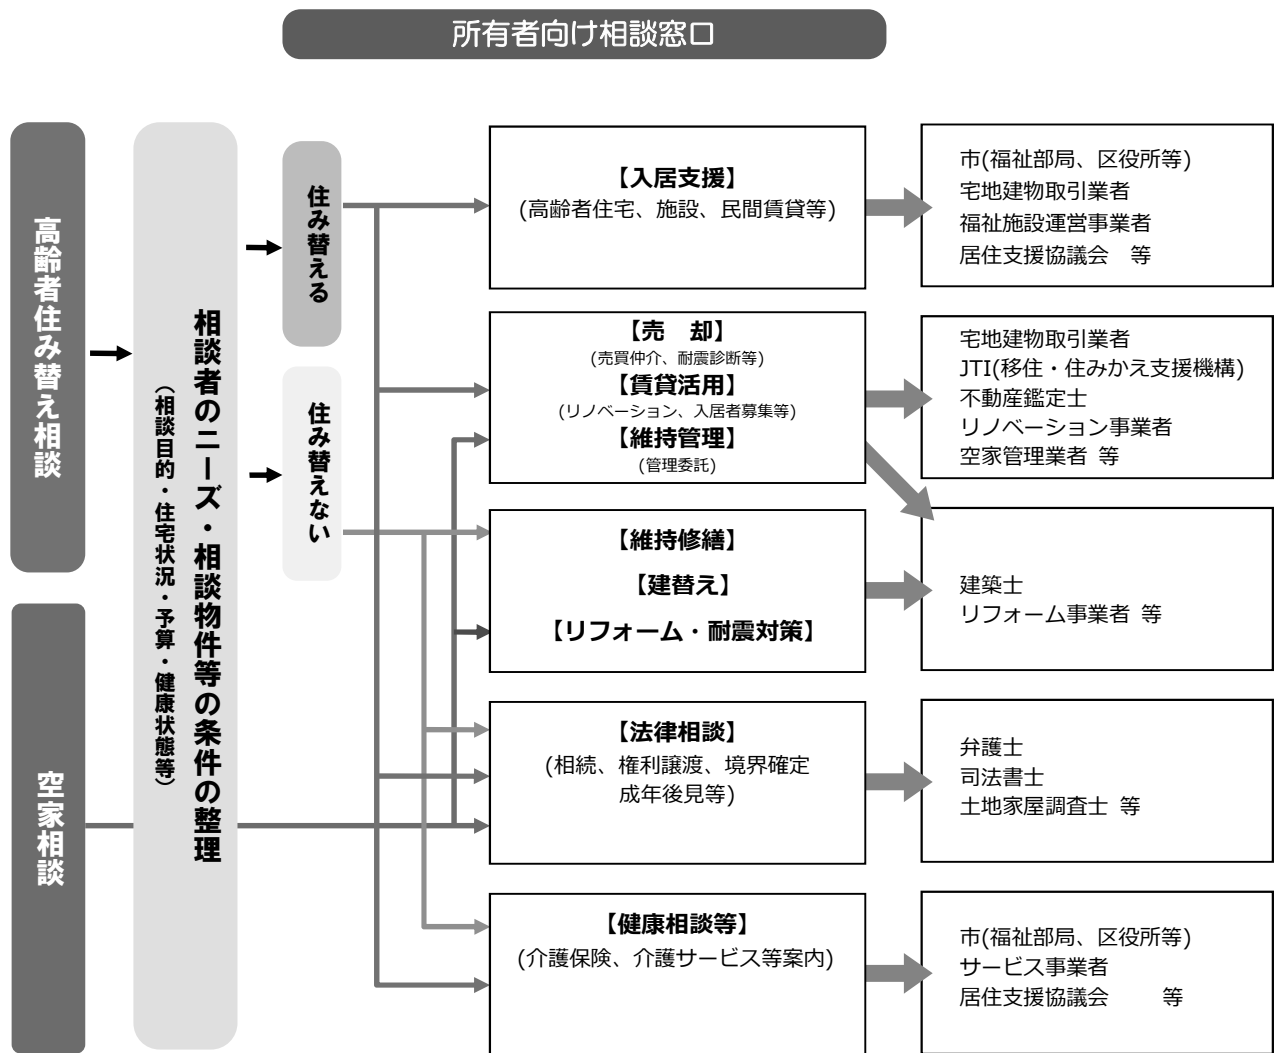 所有者向け相談窓口
高齢者住み替え相談
空家相談
相談者のニーズ・相談物件等の条件の整理
（相談目的・住宅状況・予算・健康状態等）
住み替える
住み替えない
【入居支援】
(高齢者住宅、施設、民間賃貸等)
市(福祉部局、区役所等)
宅地建物取引業者
福祉施設運営事業者
居住支援協議会　等
【売　却】
(売買仲介、耐震診断等)
【賃貸活用】
(リノベーション、入居者募集等)
【維持管理】
(管理委託)
宅地建物取引業者
JTI(移住・住みかえ支援機構)
不動産鑑定士
リノベーション事業者
空家管理業者 等
【維持修繕】
【建替え】
【リフォーム・耐震対策】
建築士
リフォーム事業者 等
【法律相談】
(相続、権利譲渡、境界確定
成年後見等)
弁護士
司法書士
土地家屋調査士 等
【健康相談等】
(介護保険、介護サービス等案内)
市(福祉部局、区役所等)
サービス事業者
居住支援協議会　　　等